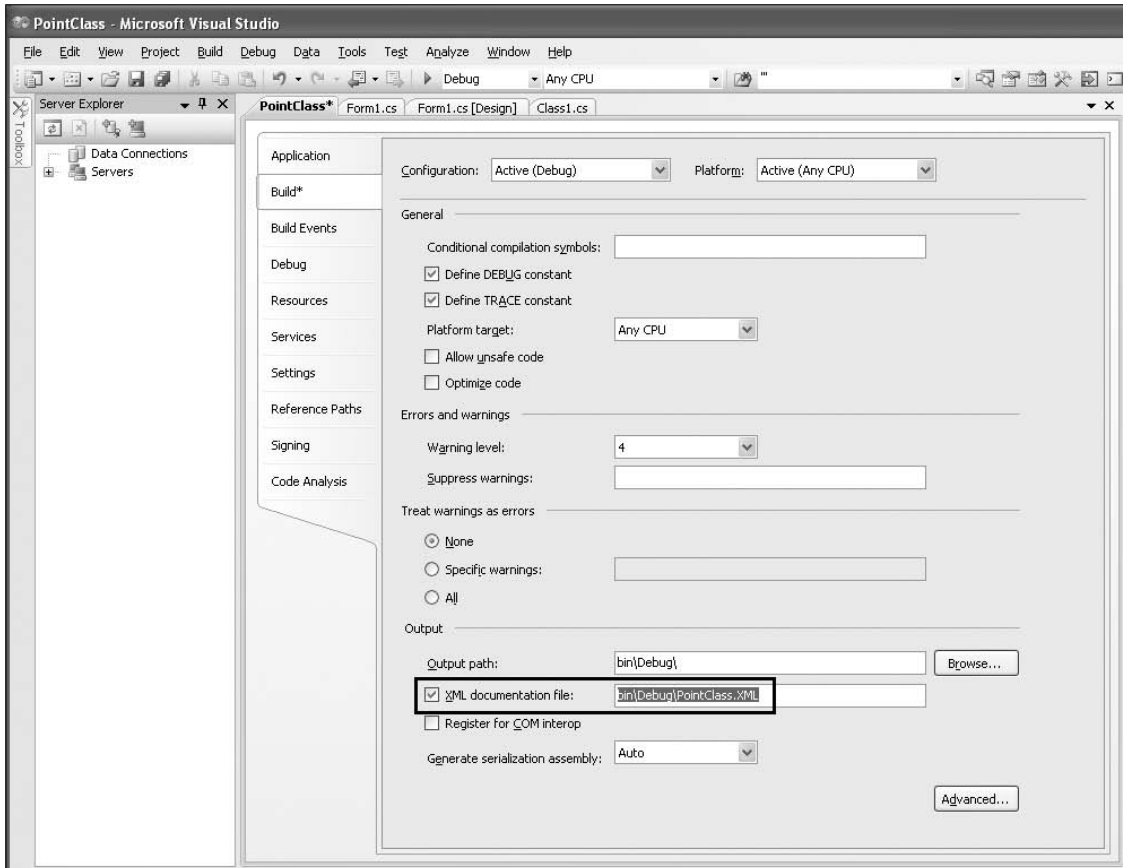 PointClass - Microsoft Visual Studio
File Edit View Project Build Debug Data Tools Test Analyze Window Help
Debug Any CPU
Toolbox
Server Explorer
Data Connections
Servers
PointClass* Form1.cs Form1.cs [Design] Class1.cs
Application
Build*
Build Events
Debug
Resources
Services
Settings
Reference Paths
Signing
Code Analysis
Configuration: Active (Debug) Platform: Active (Any CPU)
General
Conditional compilation symbols:
Define DEBUG constant
Define TRACE constant
Platform target: Any CPU
Allow unsafe code
Optimize code
Errors and warnings
Warning level: 4
Suppress warnings:
Treat warnings as errors
None
Specific warnings:
All
Output
Output path: bin\Debug\ Browse...
XML documentation file: bin\Debug\PointClass.XML
Register for COM interop
Generate serialization assembly: Auto
Advanced...